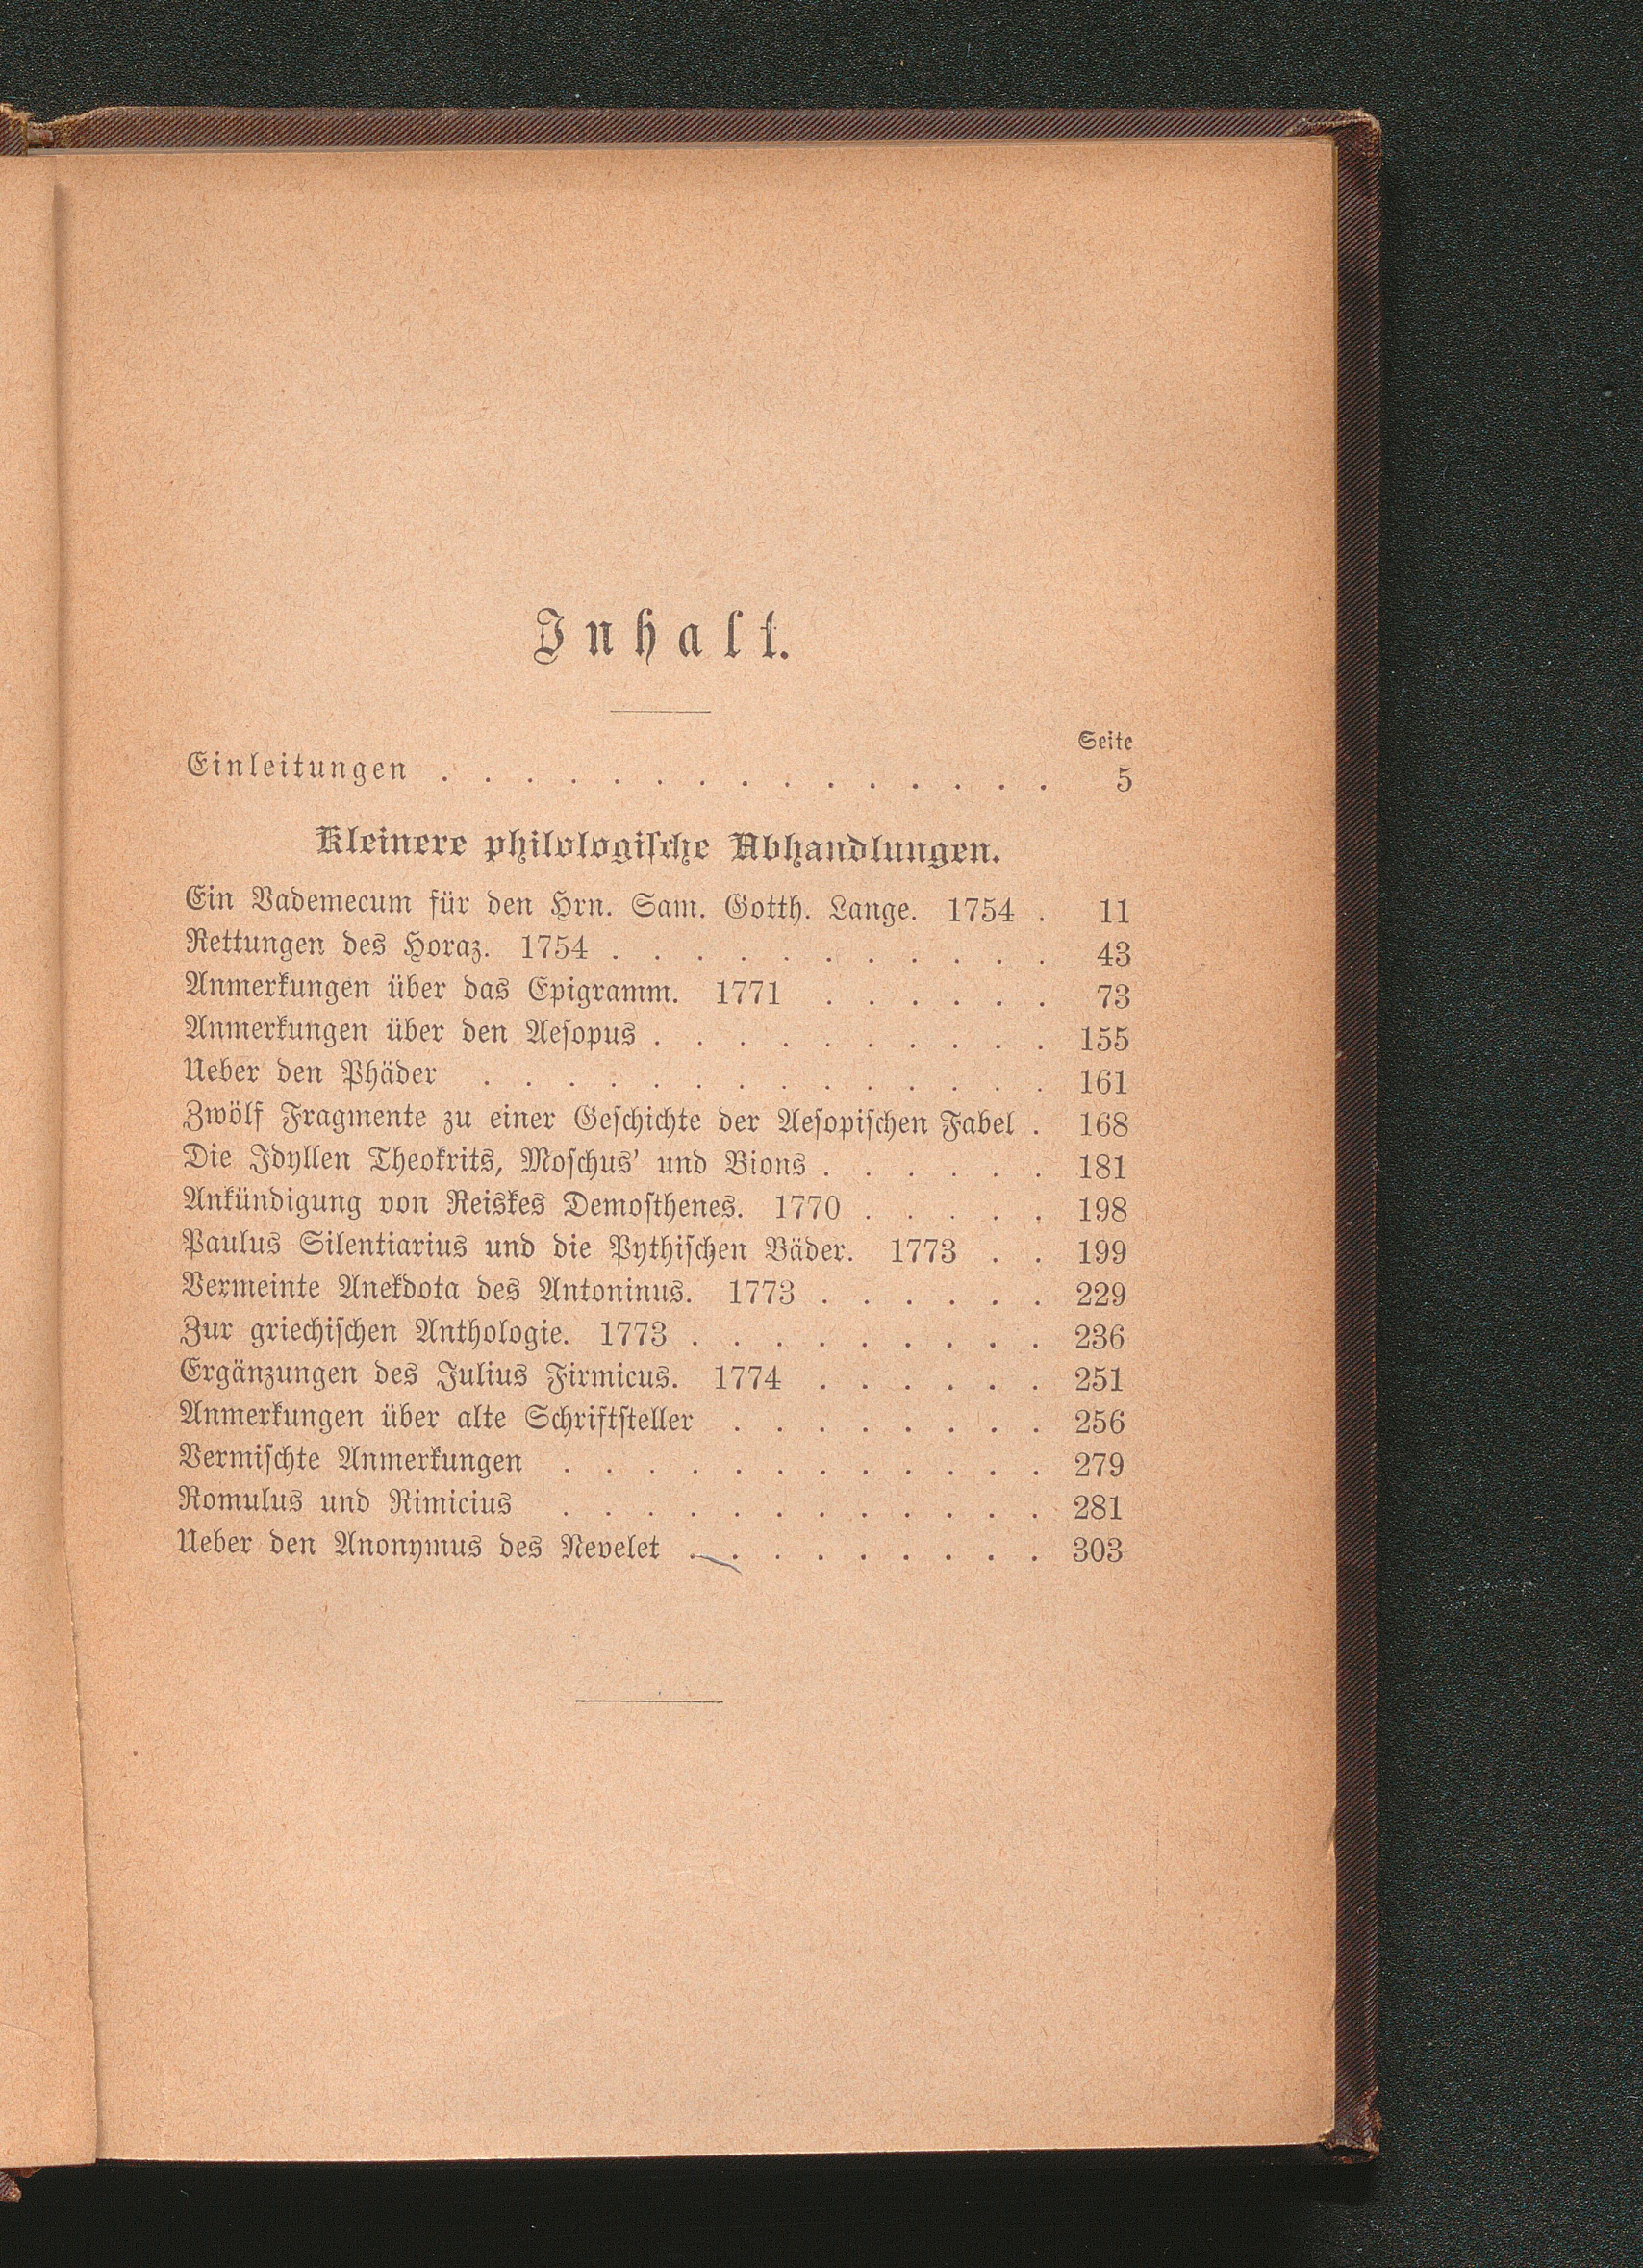 Inhalt.
Seite
Einleitungen . . . . . . . . . . . . . . . 5
Kleinere philologische Abhandlungen.
Ein Vademecum für den Hrn. Sam. Gotth. Lange. 1754 . 11
Rettungen des Horaz. 1754 . . . . . . . . . . . 43
Anmerkungen über das Epigramm. 1771 . . . . . . 73
Anmerkungen über den Aesopus . . . . . . . . . . 155
Ueber den Phäder . . . . . . . . . . . . . . 161
Zwölf Fragmente zu einer Geschichte der Aesopischen Fabel . 168
Die Idyllen Theokrits, Moschus' und Bions . . . . . . 181
Ankündigung von Reiskes Demosthenes. 1770 . . . . . 198
Paulus Silentiarius und die Pythischen Bäder. 1773 . . 199
Vermeinte Anekdota des Antoninus. 1773 . . . . . . 229
Zur griechischen Anthologie. 1773 . . . . . . . . . 236
Ergänzungen des Julius Firmicus. 1774 . . . . . . 251
Anmerkungen über alte Schriftsteller . . . . . . . . 256
Vermischte Anmerkungen . . . . . . . . . . . . 279
Romulus und Rimicius . . . . . . . . . . . . 281
Ueber den Anonymus des Nevelet . . . . . . . . . 303